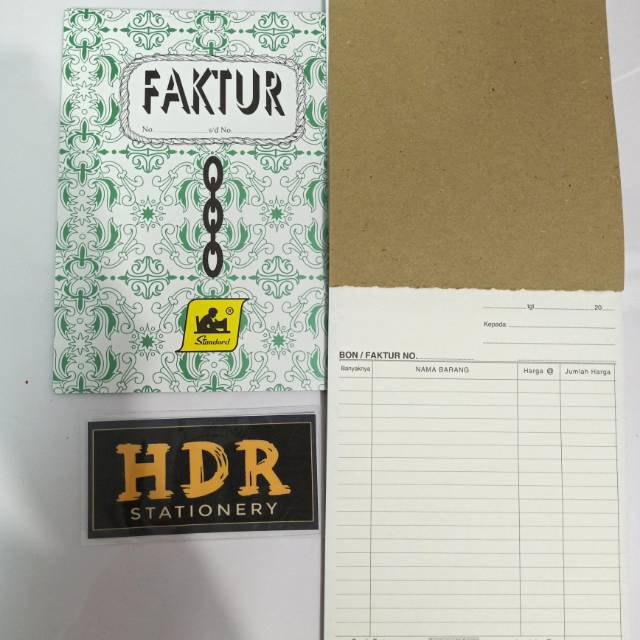 FAKTUR
No. s/d No.
Standard ®
HDR
STATIONERY
tgl 20
Kepada:
BON / FAKTUR NO.
Banyaknya NAMA BARANG Harga @ Jumlah Harga